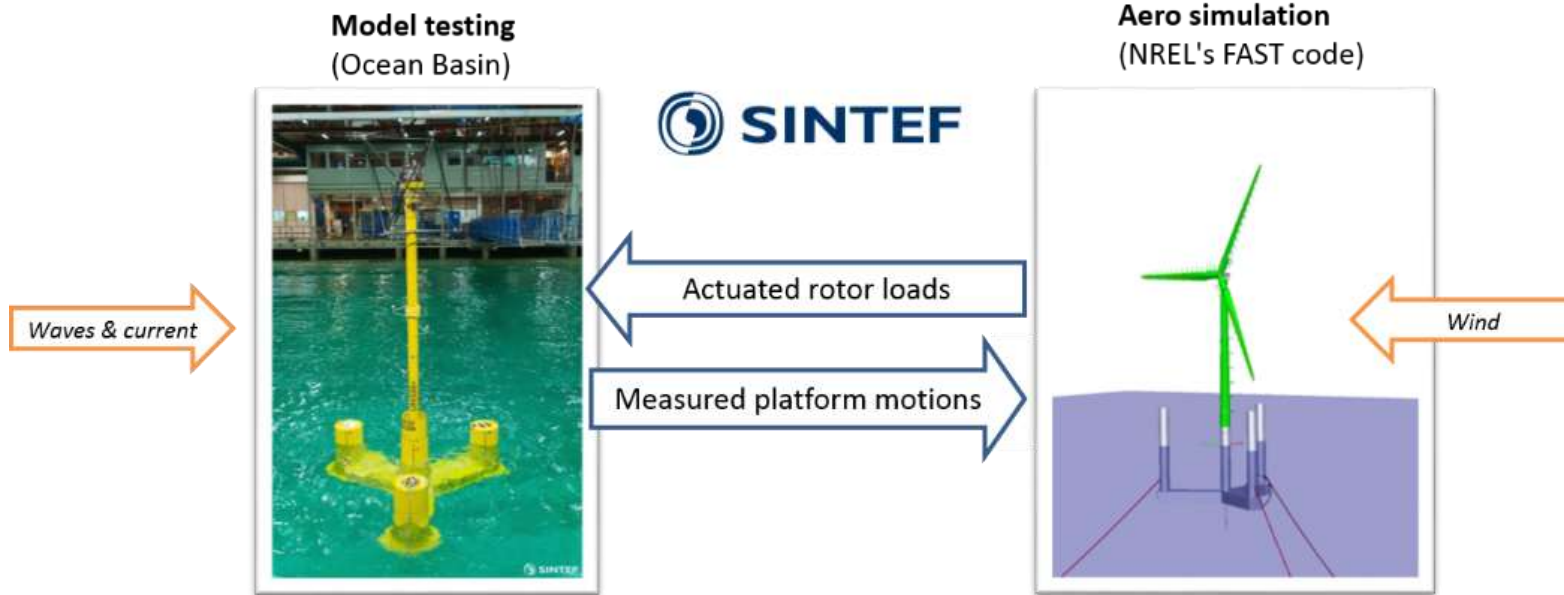 Model testing
(Ocean Basin)
Aero simulation
(NREL's FAST code)
SINTEF
Actuated rotor loads
Waves & current
Wind
Measured platform motions
SINTEF